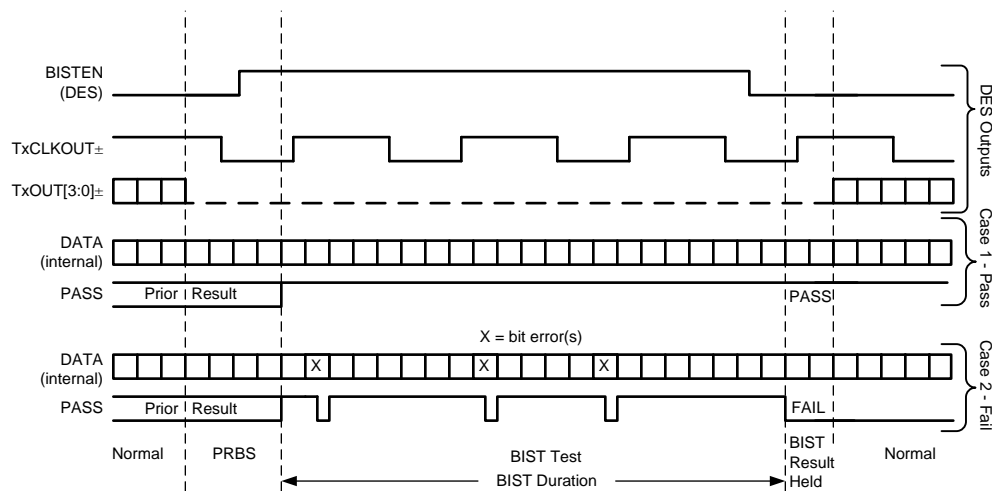 BISTEN
(DES)
TxCLKOUT±
TxOUT[3:0]±
DES Outputs
DATA
(internal)
PASS
Prior Result
PASS
Case 1 - Pass
X = bit error(s)
DATA
(internal)
X X X
PASS
Prior Result
FAIL
Case 2 - Fail
Normal
PRBS
BIST Test
BIST Duration
BIST
Result
Held
Normal